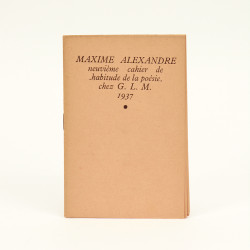 MAXIME ALEXANDRE
neuvième cahier de
habitude de la poésie
chez G. L. M.
1937